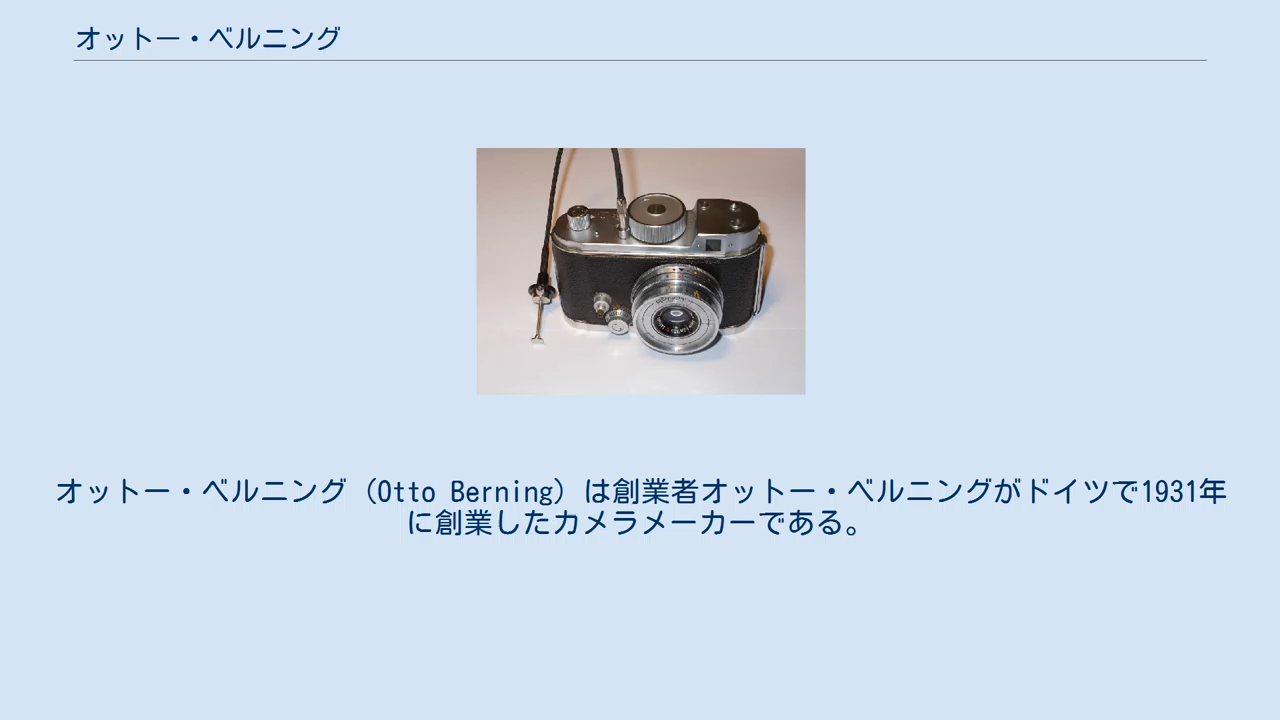 オットー・ベルニング
オットー・ベルニング（Otto Berning）は創業者オットー・ベルニングがドイツで1931年
に創業したカメラメーカーである。